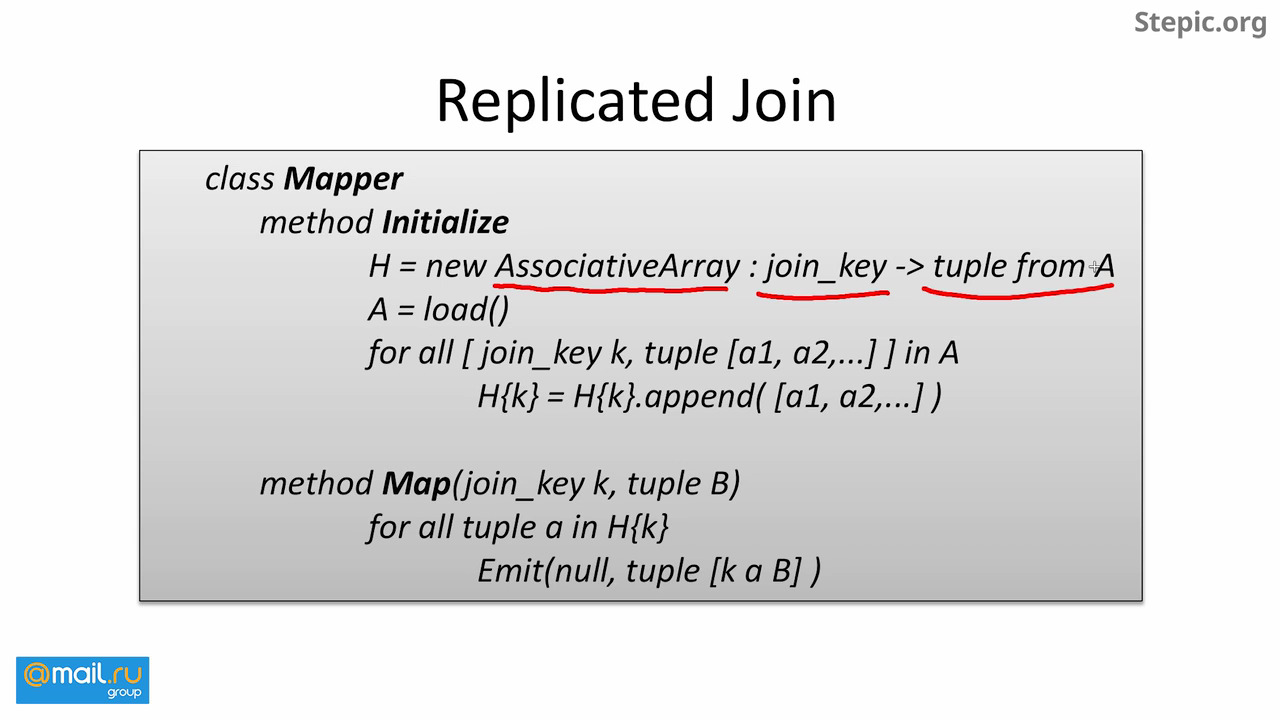 Stepic.org
Replicated Join
class Mapper
method Initialize
H = new AssociativeArray : join_key -> tuple from A
A = load()
for all [ join_key k, tuple [a1, a2,...] ] in A
H{k} = H{k}.append( [a1, a2,...] )
method Map(join_key k, tuple B)
for all tuple a in H{k}
Emit(null, tuple [k a B] )
@mail.ru
group